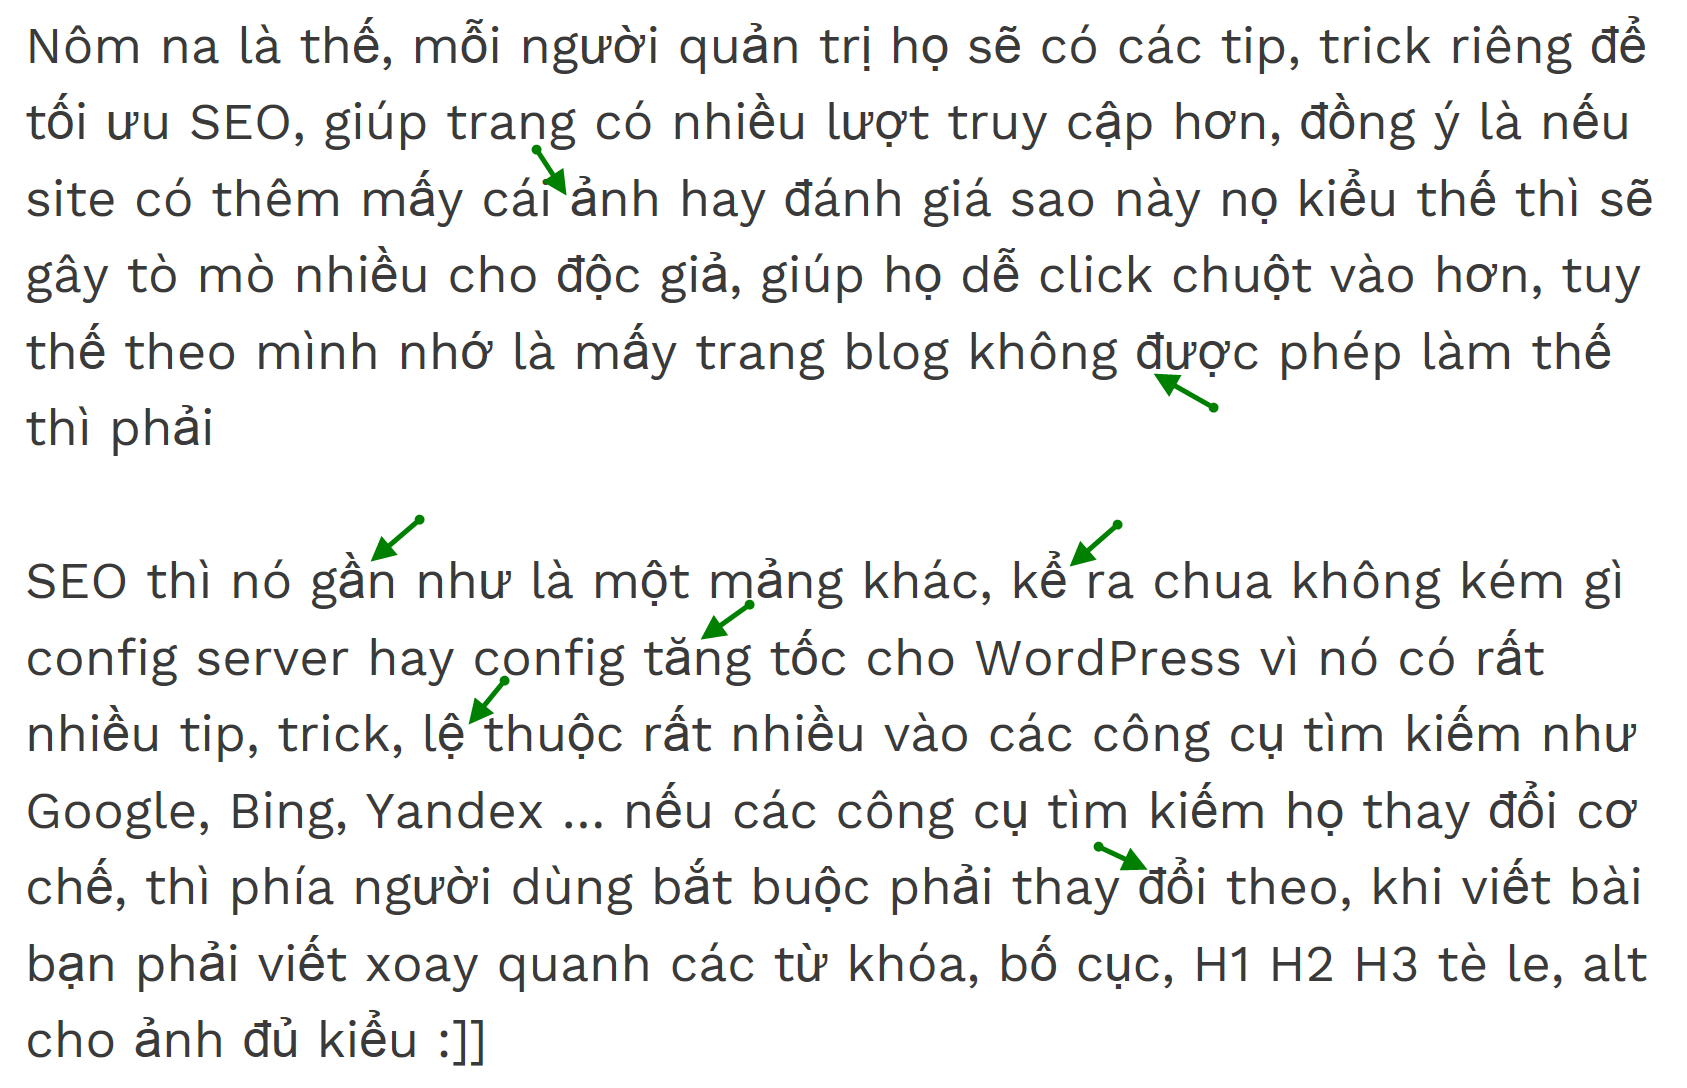 Nôm na là thế, mỗi người quản trị họ sẽ có các tip, trick riêng để
tối ưu SEO, giúp trang có nhiều lượt truy cập hơn, đồng ý là nếu
site có thêm mấy cái ảnh hay đánh giá sao này nọ kiểu thế thì sẽ
gây tò mò nhiều cho độc giả, giúp họ dễ click chuột vào hơn, tuy
thế theo mình nhớ là mấy trang blog không được phép làm thế
thì phải
SEO thì nó gần như là một mảng khác, kể ra chua không kém gì
config server hay config tăng tốc cho WordPress vì nó có rất
nhiều tip, trick, lệ thuộc rất nhiều vào các công cụ tìm kiếm như
Google, Bing, Yandex ... nếu các công cụ tìm kiếm họ thay đổi cơ
chế, thì phía người dùng bắt buộc phải thay đổi theo, khi viết bài
bạn phải viết xoay quanh các từ khóa, bố cục, H1 H2 H3 tè le, alt
cho ảnh đủ kiểu :]]